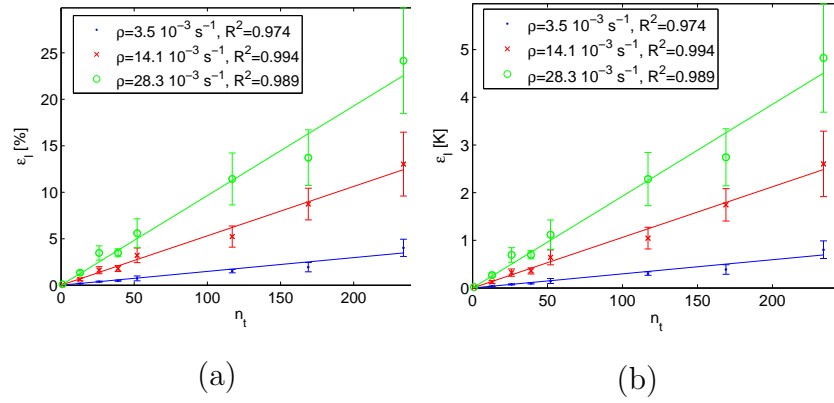 ρ=3.5 10⁻³ s⁻¹, R²=0.974
ρ=14.1 10⁻³ s⁻¹, R²=0.994
ρ=28.3 10⁻³ s⁻¹, R²=0.989
25
20
15
10
5
0
0 50 100 150 200
ε_l [%]
n_t
(a)
ρ=3.5 10⁻³ s⁻¹, R²=0.974
ρ=14.1 10⁻³ s⁻¹, R²=0.994
ρ=28.3 10⁻³ s⁻¹, R²=0.989
5
4
3
2
1
0
0 50 100 150 200
ε_l [K]
n_t
(b)